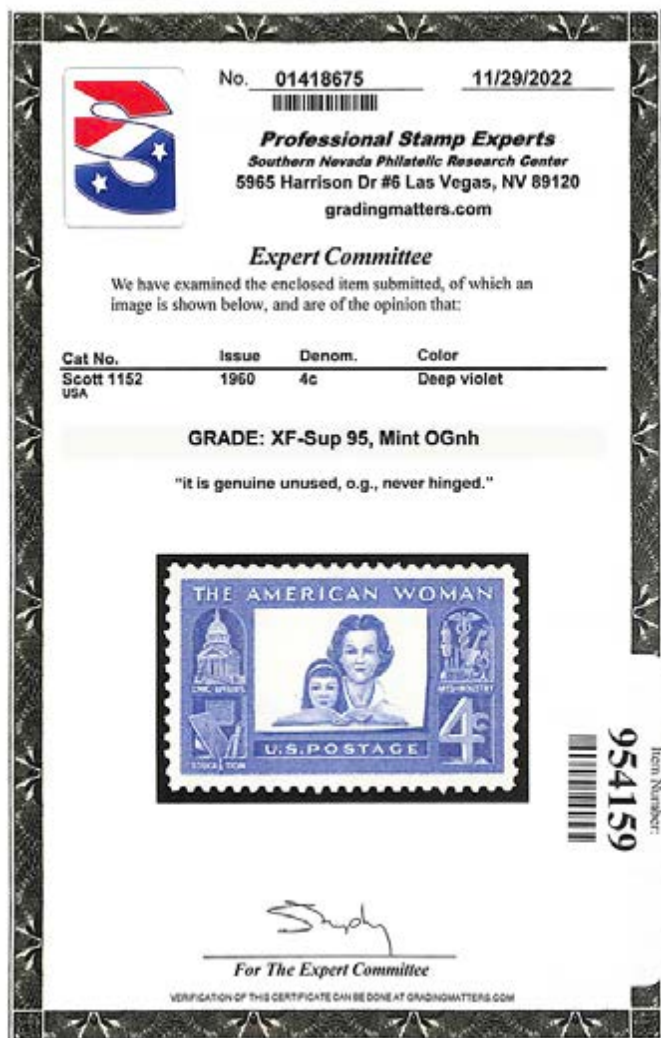 No. 01418675 11/29/2022
Professional Stamp Experts
Southern Nevada Philatelic Research Center
5965 Harrison Dr #6 Las Vegas, NV 89120
gradingmatters.com
Expert Committee
We have examined the enclosed item submitted, of which an
image is shown below, and are of the opinion that:
Cat No. Issue Denom. Color
Scott 1152 1960 4c Deep violet
USA
GRADE: XF-Sup 95, Mint OGnh
"it is genuine unused, o.g., never hinged."
THE AMERICAN WOMAN
CIVIC AFFAIRS
ARTS·INDUSTRY
EDUCATION
U.S. POSTAGE
4c
Item Number:
954159
For The Expert Committee
VERIFICATION OF THIS CERTIFICATE CAN BE DONE AT GRADINGMATTERS.COM